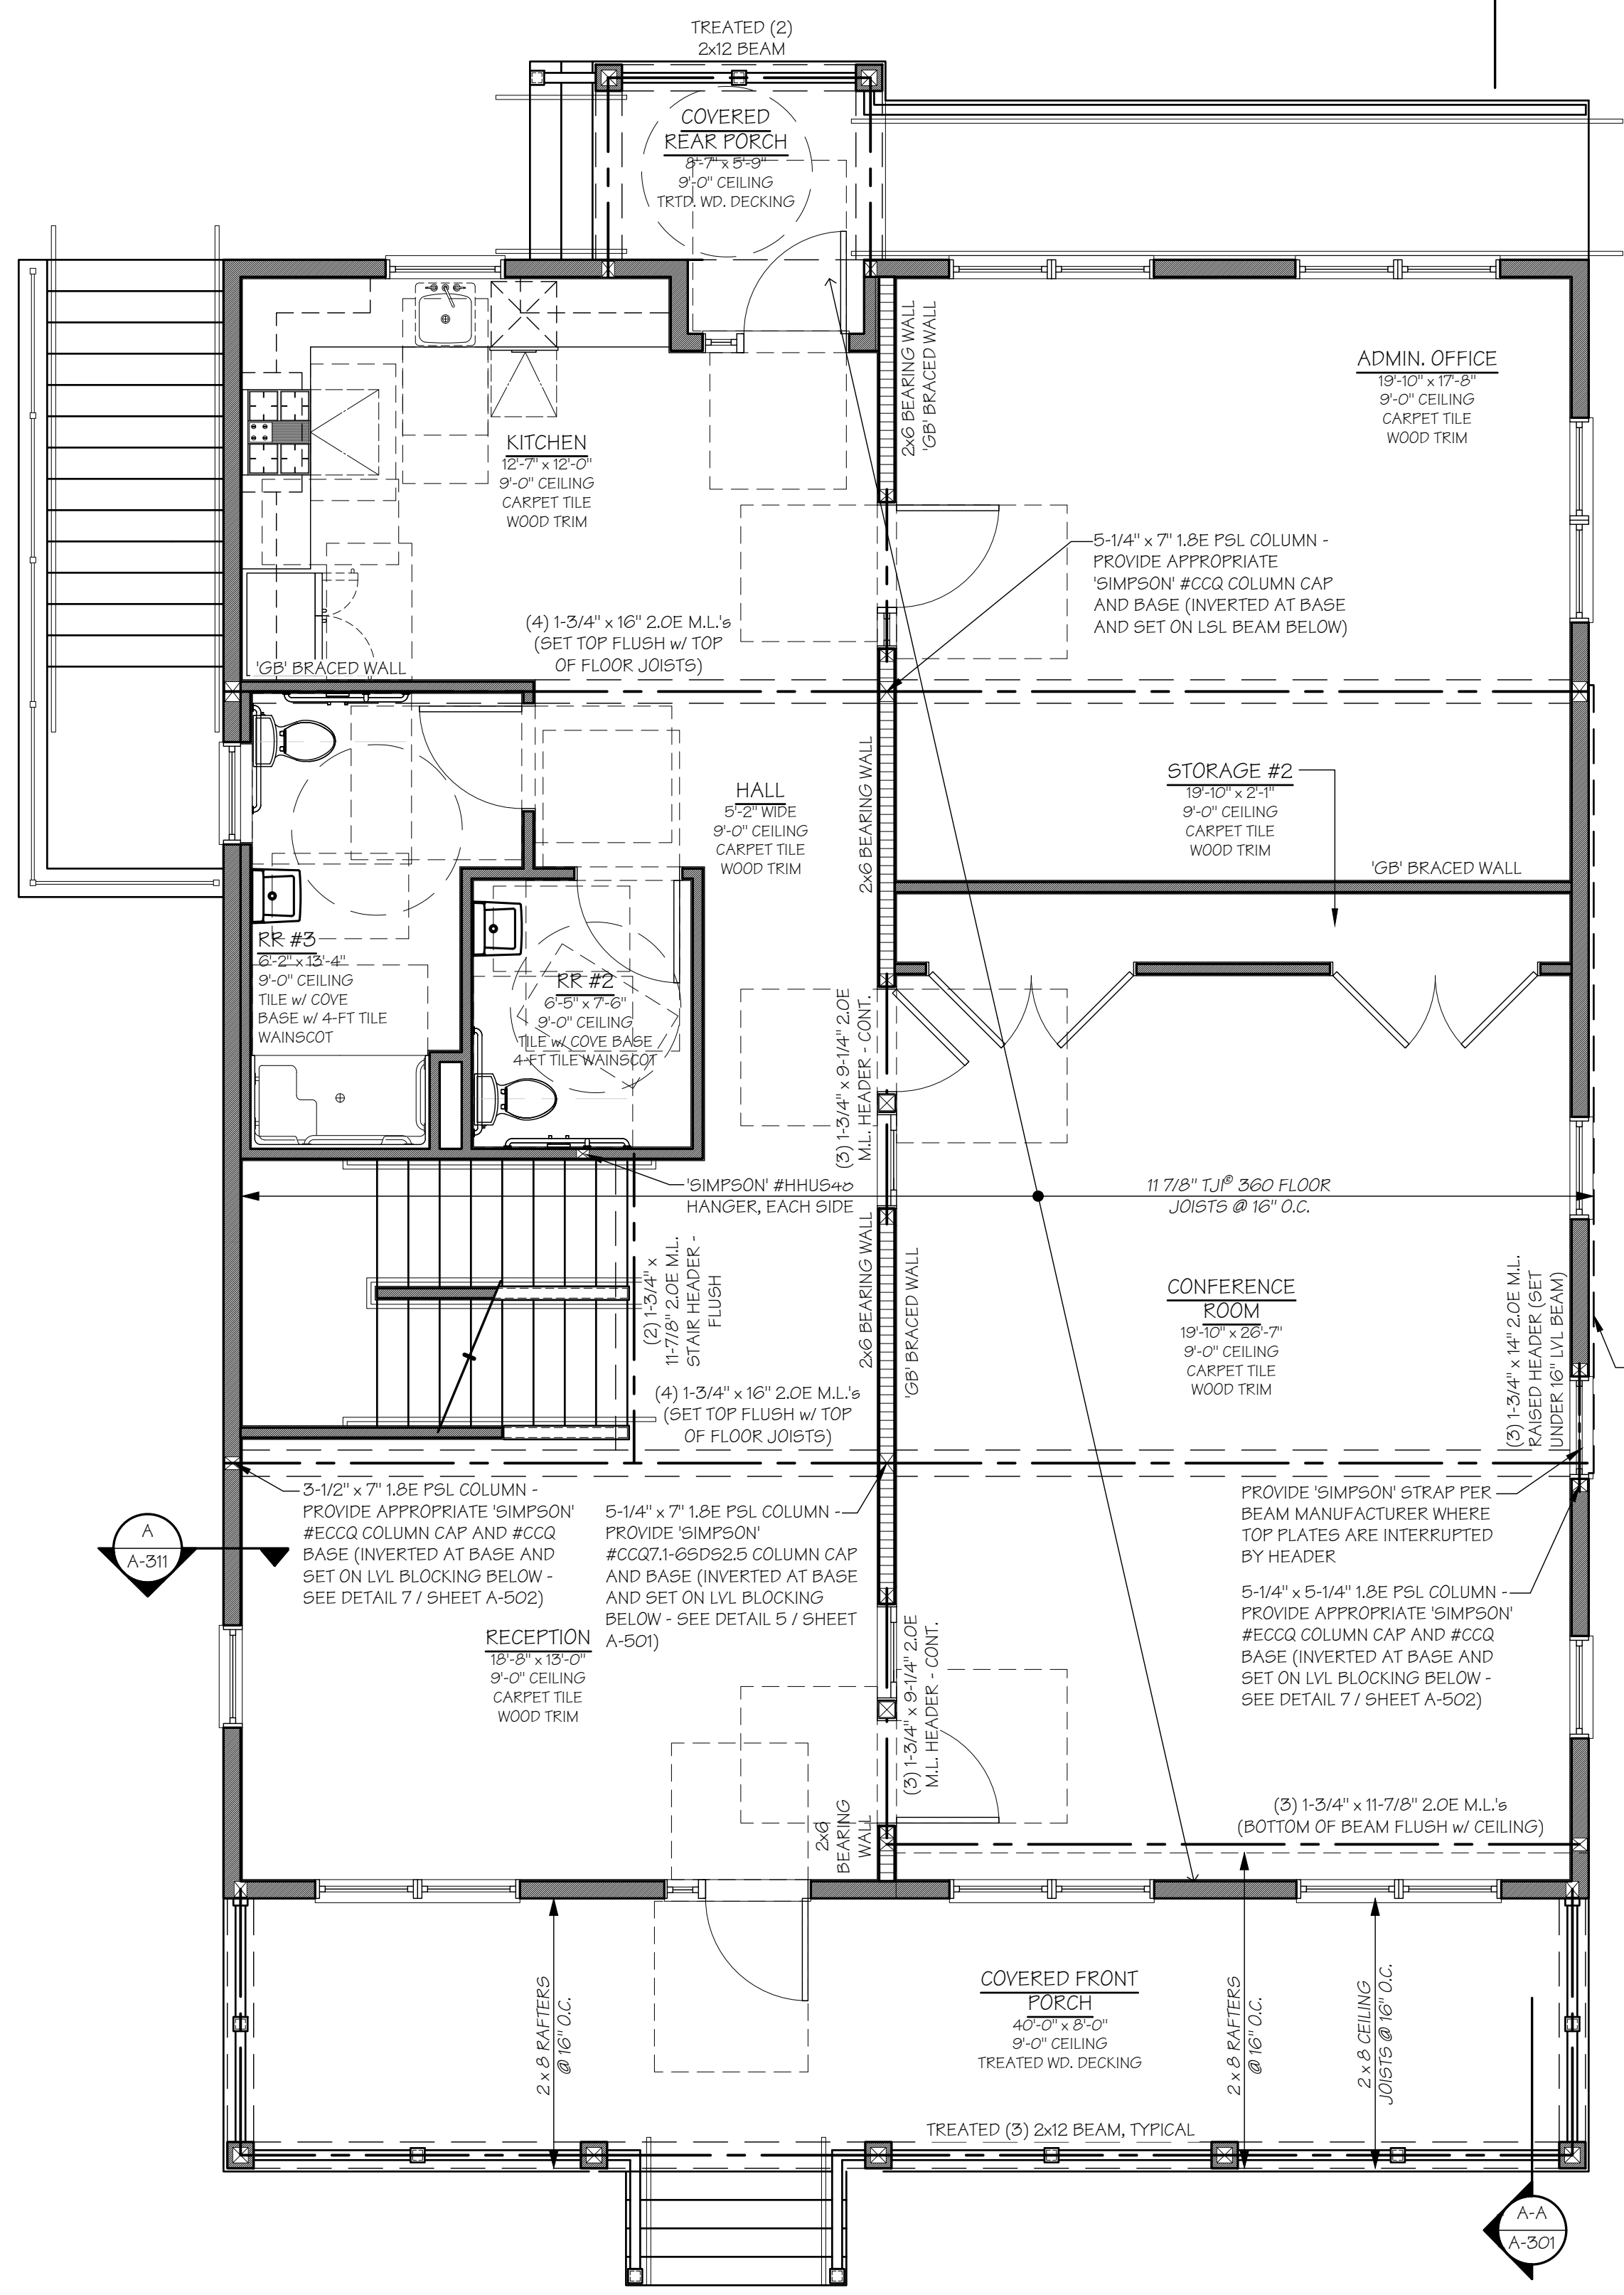 TREATED (2)
2x12 BEAM
COVERED
REAR PORCH
8'-7" x 5'-9"
9'-0" CEILING
TRTD. WD. DECKING
2x6 BEARING WALL
'GB' BRACED WALL
ADMIN. OFFICE
19'-10" x 17'-8"
9'-0" CEILING
CARPET TILE
WOOD TRIM
KITCHEN
12'-7" x 12'-0"
9'-0" CEILING
CARPET TILE
WOOD TRIM
5-1/4" x 7" 1.8E PSL COLUMN -
PROVIDE APPROPRIATE
'SIMPSON' #CCQ COLUMN CAP
AND BASE (INVERTED AT BASE
AND SET ON LSL BEAM BELOW)
(4) 1-3/4" x 16" 2.0E M.L.'s
(SET TOP FLUSH w/ TOP
OF FLOOR JOISTS)
'GB' BRACED WALL
HALL
5'-2" WIDE
9'-0" CEILING
CARPET TILE
WOOD TRIM
2x6 BEARING WALL
STORAGE #2
19'-10" x 2'-1"
9'-0" CEILING
CARPET TILE
WOOD TRIM
'GB' BRACED WALL
RR #3
6'-2" x 13'-4"
9'-0" CEILING
TILE w/ COVE
BASE w/ 4-FT TILE
WAINSCOT
RR #2
6'-5" x 7'-6"
9'-0" CEILING
TILE w/ COVE BASE
4-FT TILE WAINSCOT
(3) 1-3/4" x 9-1/4" 2.0E
M.L. HEADER - CONT.
'SIMPSON' #HHUS48
HANGER, EACH SIDE
11 7/8" TJI® 360 FLOOR
JOISTS @ 16" O.C.
(2) 1-3/4" x
11-7/8" 2.0E M.L.
STAIR HEADER -
FLUSH
2x6 BEARING WALL
'GB' BRACED WALL
CONFERENCE
ROOM
19'-10" x 26'-7"
9'-0" CEILING
CARPET TILE
WOOD TRIM
(3) 1-3/4" x 14" 2.0E M.L.
RAISED HEADER (SET
UNDER 16" LVL BEAM)
(4) 1-3/4" x 16" 2.0E M.L.'s
(SET TOP FLUSH w/ TOP
OF FLOOR JOISTS)
3-1/2" x 7" 1.8E PSL COLUMN -
PROVIDE APPROPRIATE 'SIMPSON'
#ECCQ COLUMN CAP AND #CCQ
BASE (INVERTED AT BASE AND
SET ON LVL BLOCKING BELOW -
SEE DETAIL 7 / SHEET A-502)
5-1/4" x 7" 1.8E PSL COLUMN -
PROVIDE 'SIMPSON'
#CCQ7.1-6SDS2.5 COLUMN CAP
AND BASE (INVERTED AT BASE
AND SET ON LVL BLOCKING
BELOW - SEE DETAIL 5 / SHEET
A-501)
PROVIDE 'SIMPSON' STRAP PER
BEAM MANUFACTURER WHERE
TOP PLATES ARE INTERRUPTED
BY HEADER
5-1/4" x 5-1/4" 1.8E PSL COLUMN -
PROVIDE APPROPRIATE 'SIMPSON'
#ECCQ COLUMN CAP AND #CCQ
BASE (INVERTED AT BASE AND
SET ON LVL BLOCKING BELOW -
SEE DETAIL 7 / SHEET A-502)
A
A-311
RECEPTION
18'-8" x 13'-0"
9'-0" CEILING
CARPET TILE
WOOD TRIM
(3) 1-3/4" x 9-1/4" 2.0E
M.L. HEADER - CONT.
2x6
BEARING
WALL
(3) 1-3/4" x 11-7/8" 2.0E M.L.'s
(BOTTOM OF BEAM FLUSH w/ CEILING)
2 x 8 RAFTERS
@ 16" O.C.
COVERED FRONT
PORCH
40'-0" x 8'-0"
9'-0" CEILING
TREATED WD. DECKING
2 x 8 RAFTERS
@ 16" O.C.
2 x 8 CEILING
JOISTS @ 16" O.C.
TREATED (3) 2x12 BEAM, TYPICAL
A-A
A-301